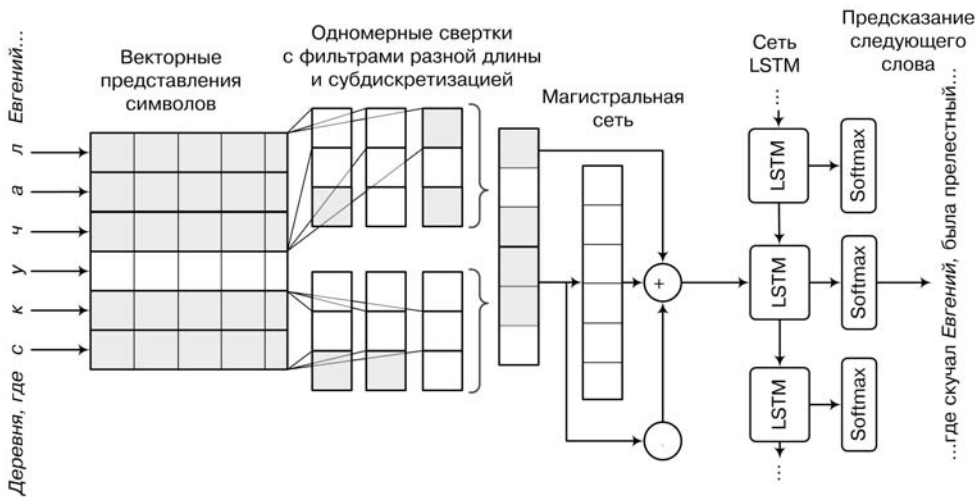 Деревня, где с к у ч а л Евгений...
Векторные
представления
символов
Одномерные свертки
с фильтрами разной длины
и субдискретизацией
Магистральная
сеть
+
.
Сеть
LSTM
...
LSTM
Softmax
LSTM
Softmax
LSTM
Softmax
...
Предсказание
следующего
слова
...где скучал Евгений, была прелестный...